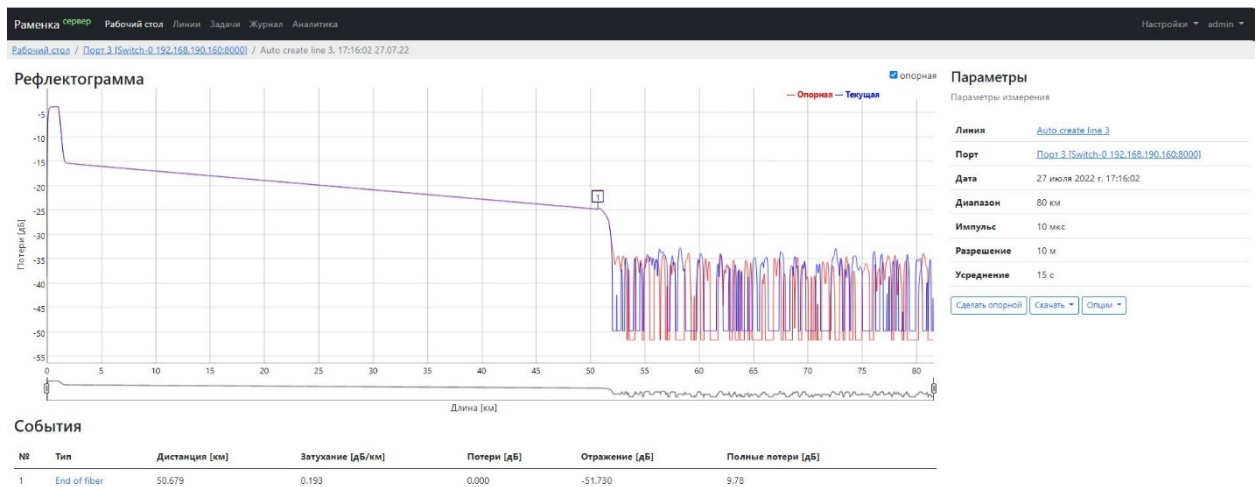 Раменка сервер Рабочий стол Линии Задачи Журнал Аналитика Настройки admin
Рабочий стол / Порт 3 [Switch-0 192.168.190.160:8000] / Auto create line 3, 17:16:02 27.07.22
Рефлектограмма
опорная
— Опорная — Текущая
Потери [дБ]
-5
-10
-15
-20
-25
-30
-35
-40
-45
-50
-55
1
0 5 10 15 20 25 30 35 40 45 50 55 60 65 70 75 80
Длина [км]
Параметры
Параметры измерения
Линия Auto create line 3
Порт Порт 3 [Switch-0 192.168.190.160:8000]
Дата 27 июля 2022 г. 17:16:02
Диапазон 80 км
Импульс 10 мкс
Разрешение 10 м
Усреднение 15 с
Сделать опорной Скачать Опции
События
№ Тип Дистанция [км] Затухание [дБ/км] Потери [дБ] Отражение [дБ] Полные потери [дБ]
1 End of fiber 50.679 0.193 0.000 -51.730 9.78